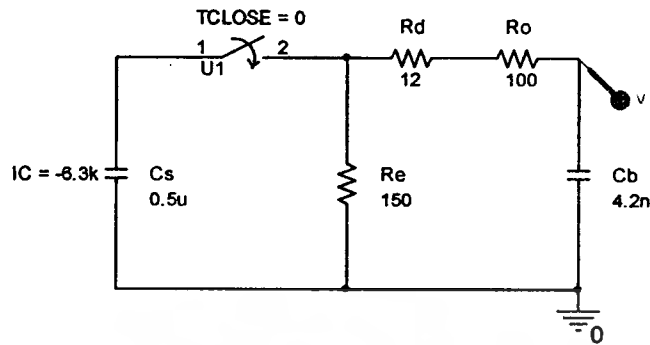 TCLOSE = 0
1
2
U1
Rd
12
Ro
100
V
IC = -6.3k
Cs
0.5u
Re
150
Cb
4.2n
0